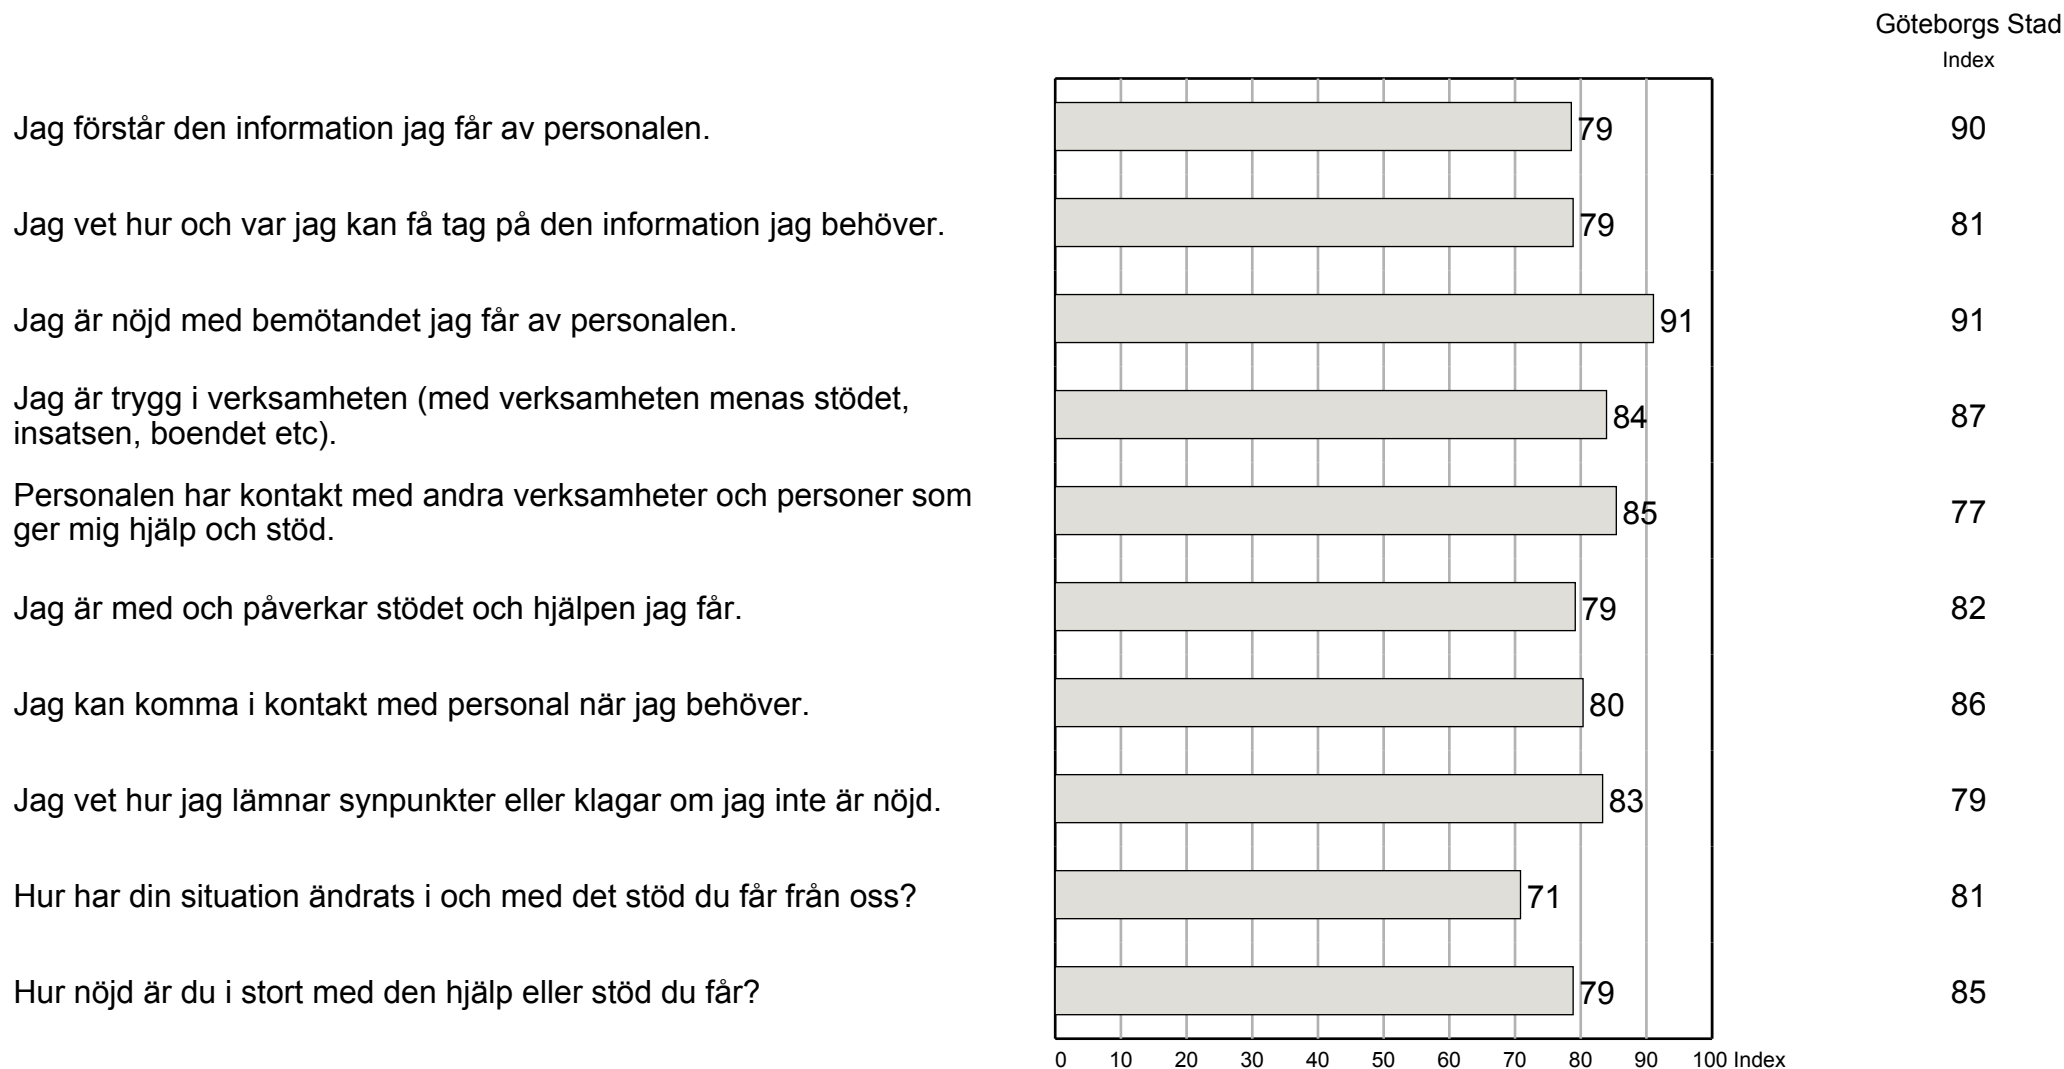 Göteborgs Stad
Index
Jag förstår den information jag får av personalen. 79 90
Jag vet hur och var jag kan få tag på den information jag behöver. 79 81
Jag är nöjd med bemötandet jag får av personalen. 91 91
Jag är trygg i verksamheten (med verksamheten menas stödet,
insatsen, boendet etc). 84 87
Personalen har kontakt med andra verksamheter och personer som
ger mig hjälp och stöd. 85 77
Jag är med och påverkar stödet och hjälpen jag får. 79 82
Jag kan komma i kontakt med personal när jag behöver. 80 86
Jag vet hur jag lämnar synpunkter eller klagar om jag inte är nöjd. 83 79
Hur har din situation ändrats i och med det stöd du får från oss? 71 81
Hur nöjd är du i stort med den hjälp eller stöd du får? 79 85
0 10 20 30 40 50 60 70 80 90 100 Index